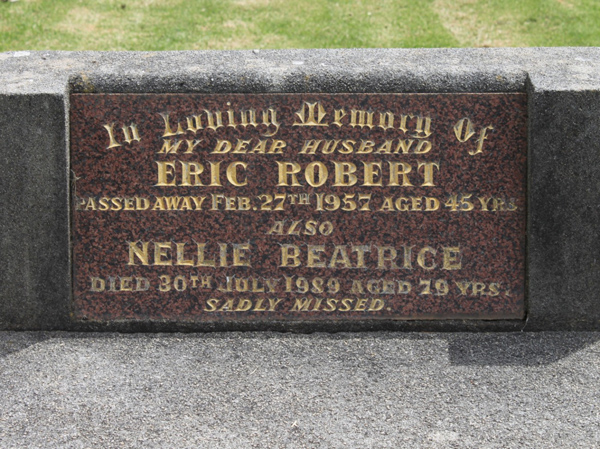 In Loving Memory Of
MY DEAR HUSBAND
ERIC ROBERT
PASSED AWAY FEB. 27TH 1957 AGED 45 YRS
ALSO
NELLIE BEATRICE
DIED 30TH JULY 1989 AGED 79 YRS.
SADLY MISSED.